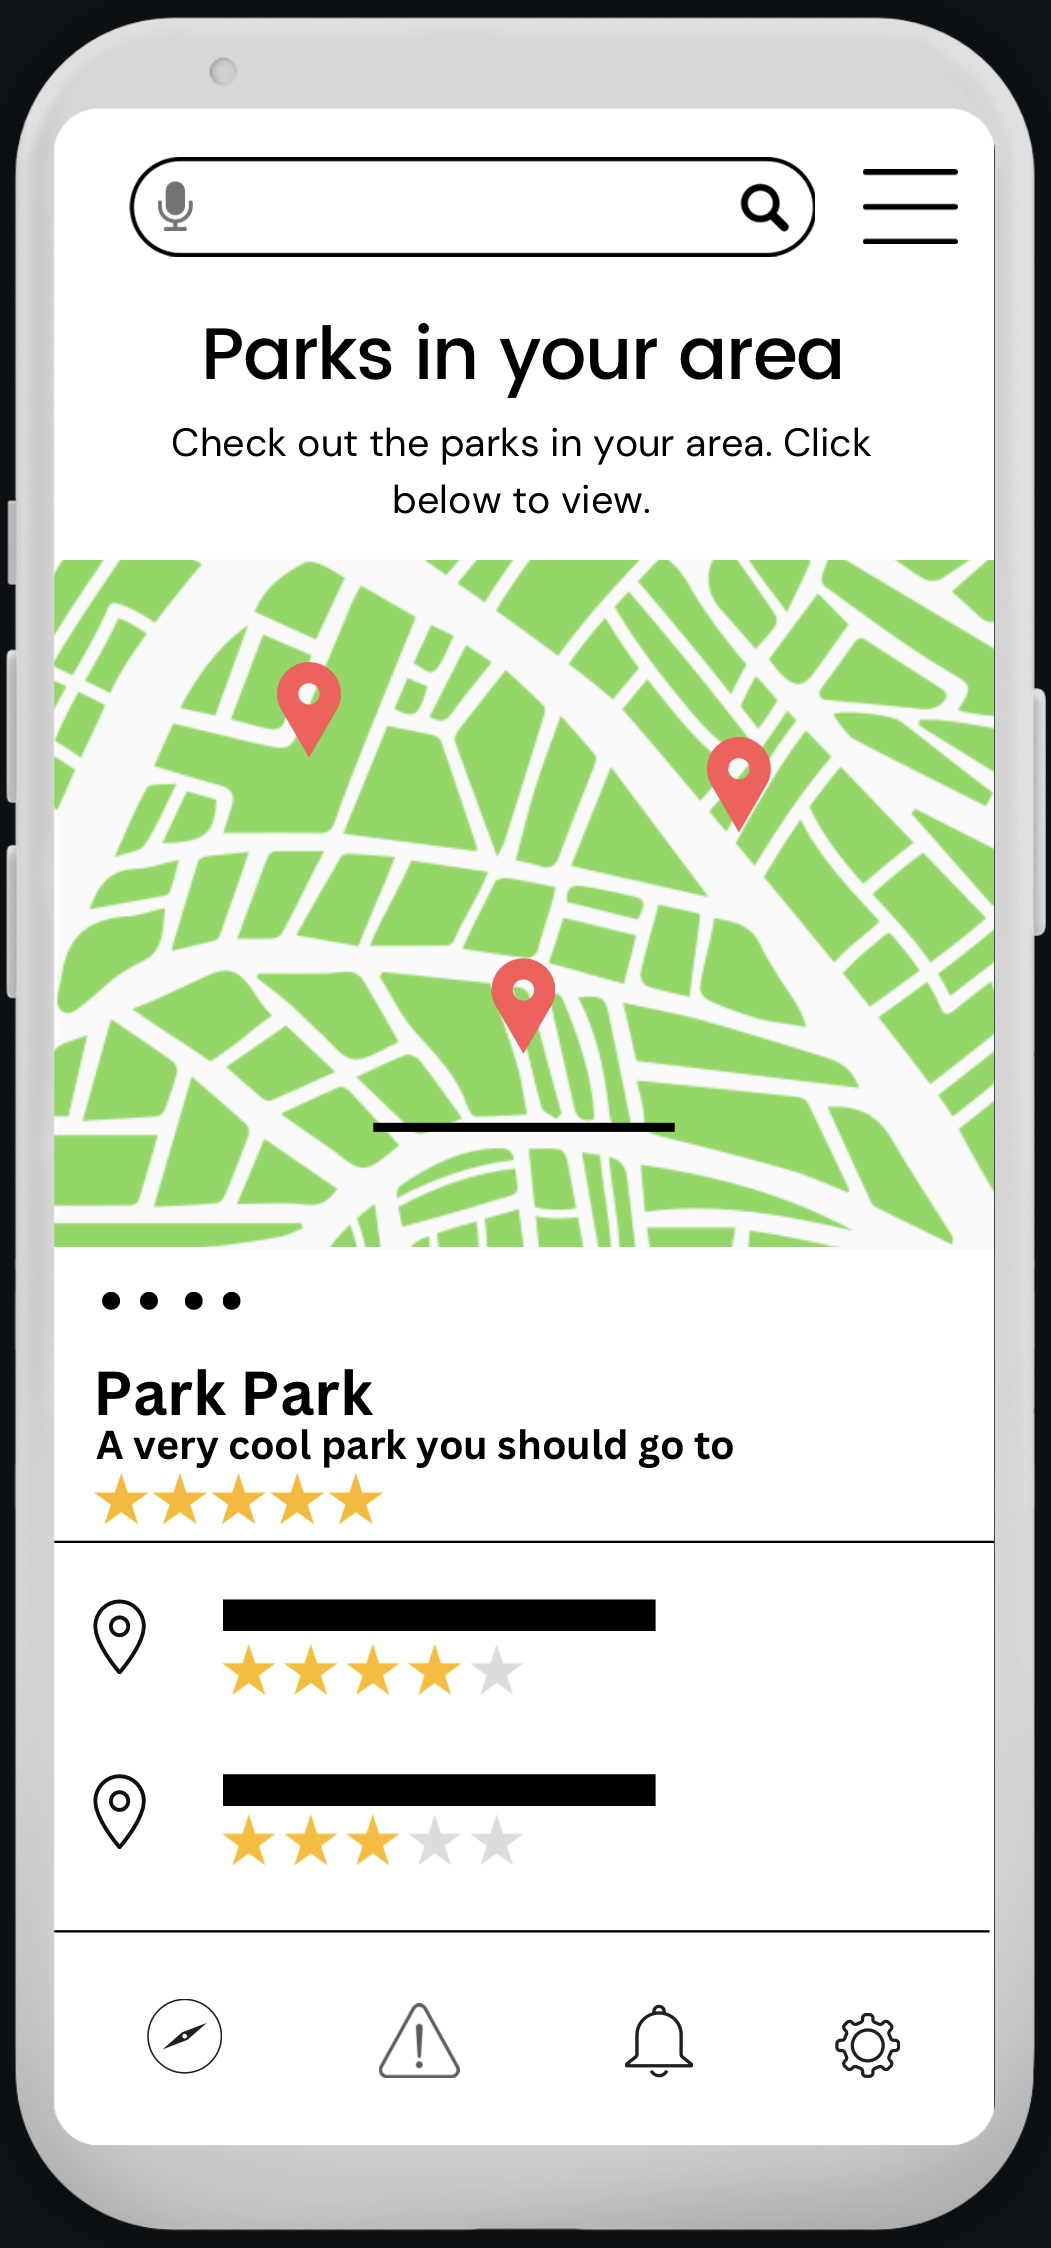 Parks in your area
Check out the parks in your area. Click
below to view.
Park Park
A very cool park you should go to